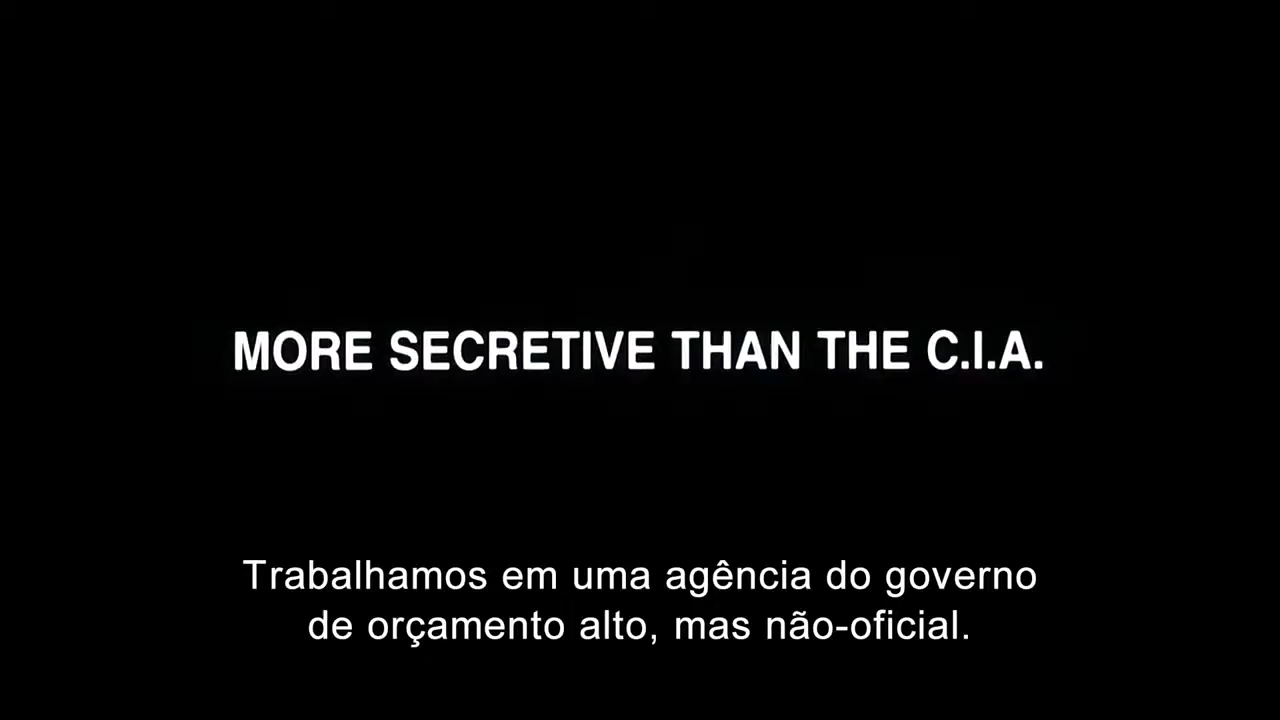 MORE SECRETIVE THAN THE C.I.A.
Trabalhamos em uma agência do governo
de orçamento alto, mas não-oficial.